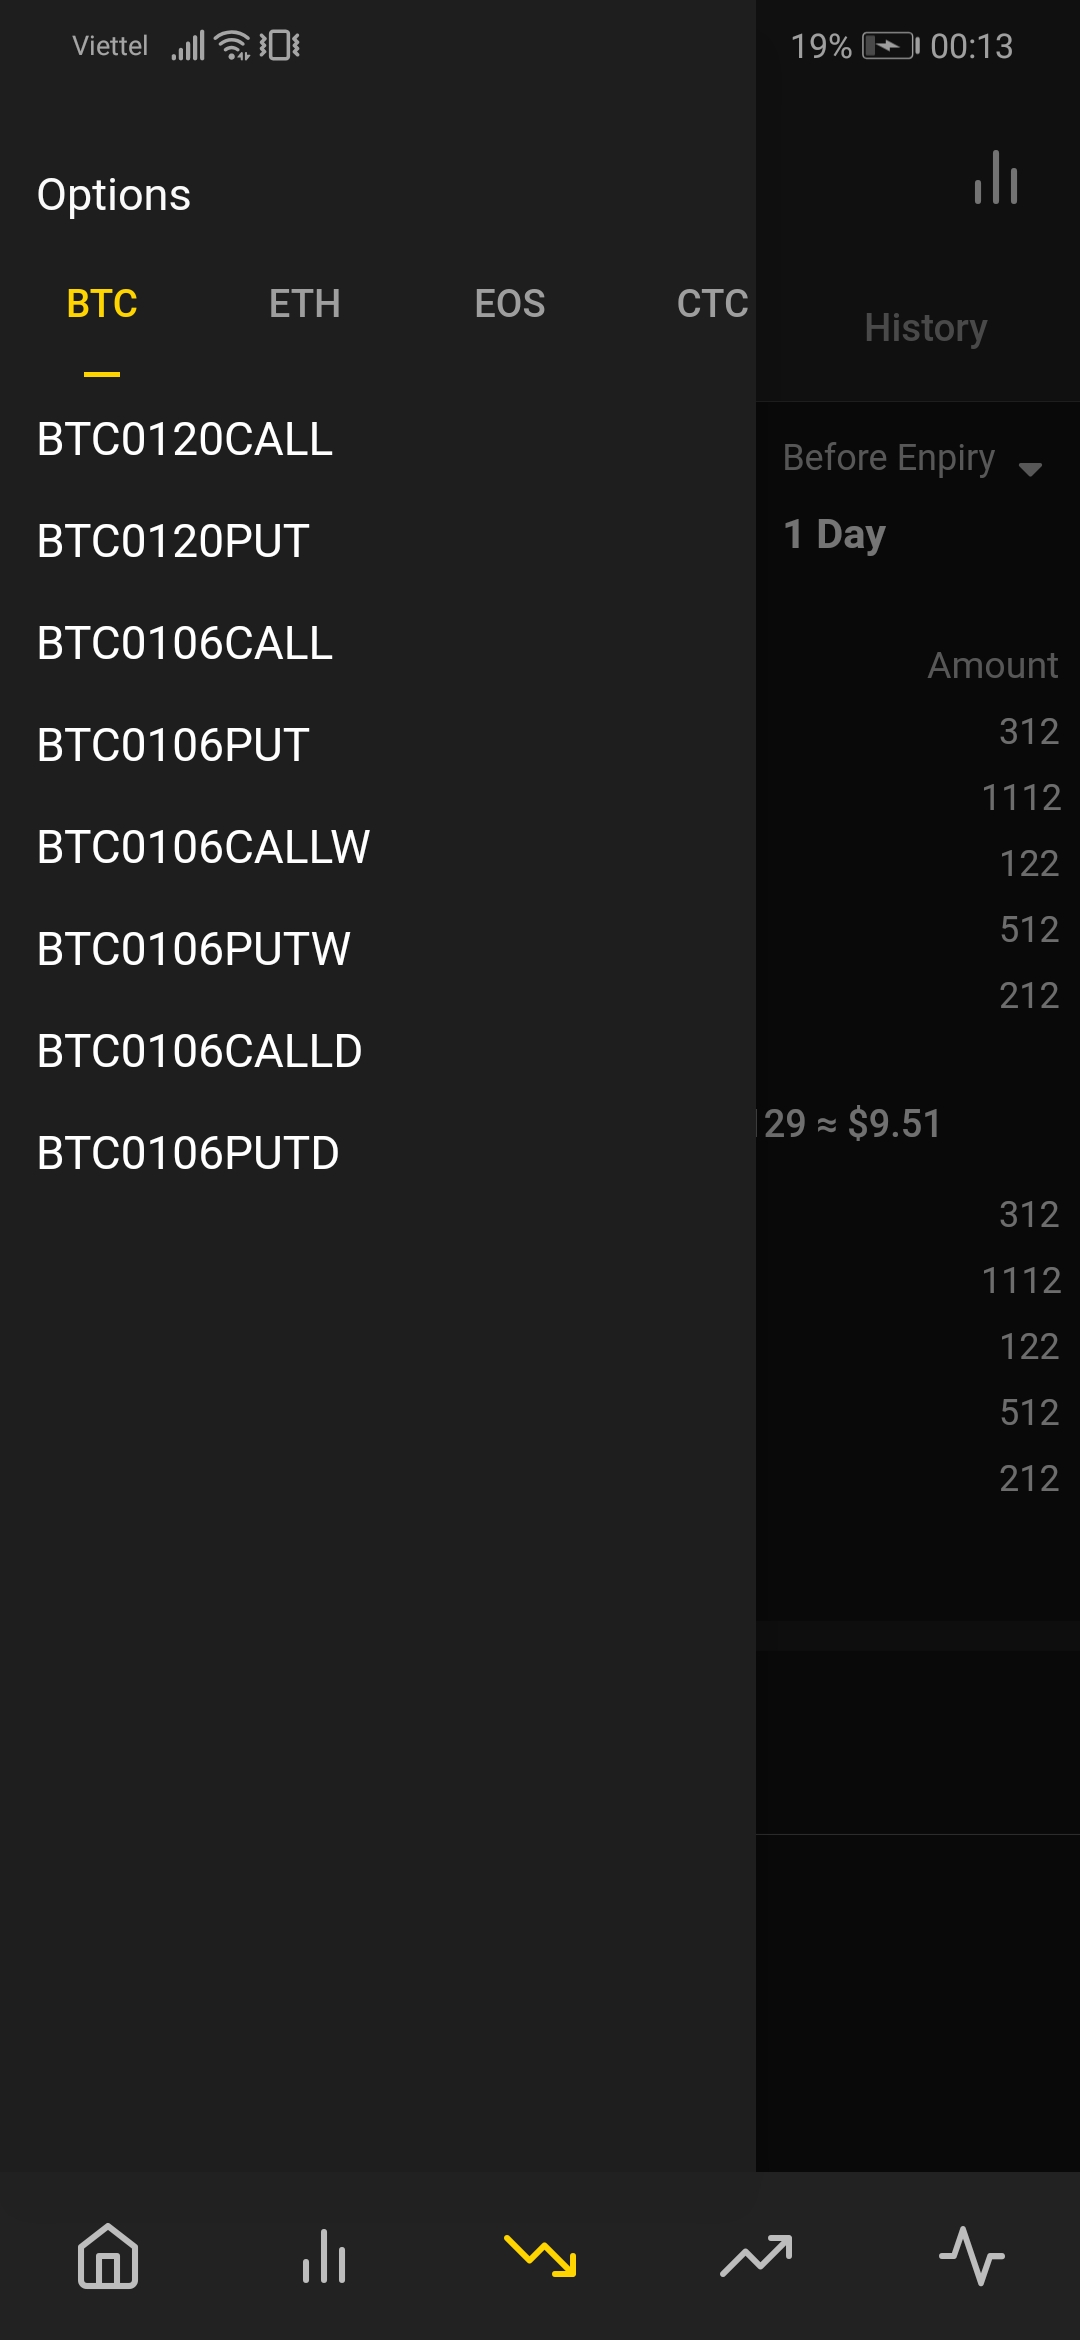 Viettel 19% 00:13
Options
BTC ETH EOS CTC
History
BTC0120CALL
Before Enpiry
BTC0120PUT
1 Day
BTC0106CALL
Amount
BTC0106PUT
312
1112
BTC0106CALLW
122
BTC0106PUTW
512
212
BTC0106CALLD
29 ≈ $9.51
BTC0106PUTD
312
1112
122
512
212